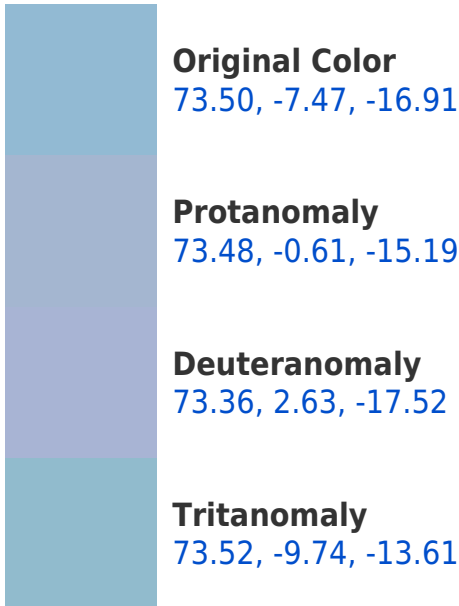 Original Color
73.50, -7.47, -16.91
Protanomaly
73.48, -0.61, -15.19
Deuteranomaly
73.36, 2.63, -17.52
Tritanomaly
73.52, -9.74, -13.61